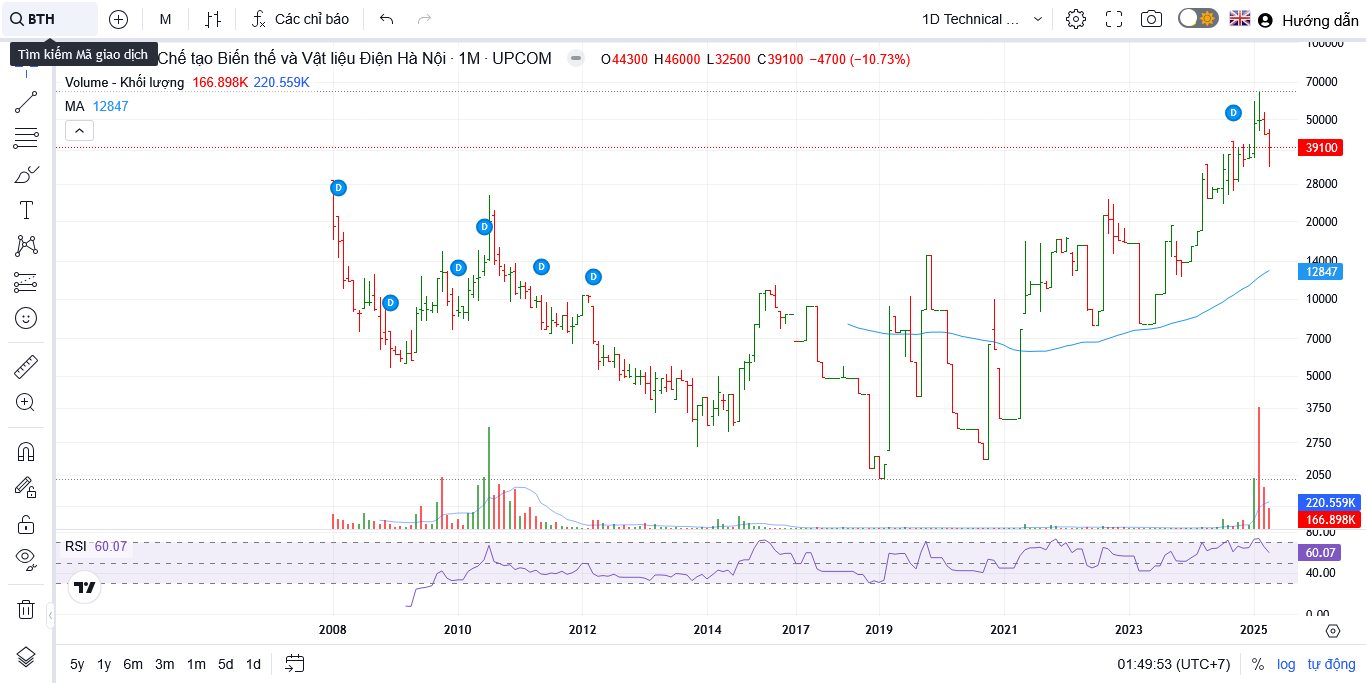 BTH
M
Các chỉ báo
1D Technical ...
Hướng dẫn
Tìm kiếm Mã giao dịch
Chế tạo Biến thế và Vật liệu Điện Hà Nội · 1M · UPCOM
O44300 H46000 L32500 C39100 −4700 (−10.73%)
Volume - Khối lượng 166.898K 220.559K
MA 12847
D
D
D
D
D
D
D
100000
70000
50000
39100
28000
20000
14000
12847
10000
7000
5000
3750
2750
2050
220.559K
166.898K
80.00
RSI 60.07
60.07
40.00
0.00
2008 2010 2012 2014 2017 2019 2021 2023 2025
5y 1y 6m 3m 1m 5d 1d
01:49:53 (UTC+7) % log tự động